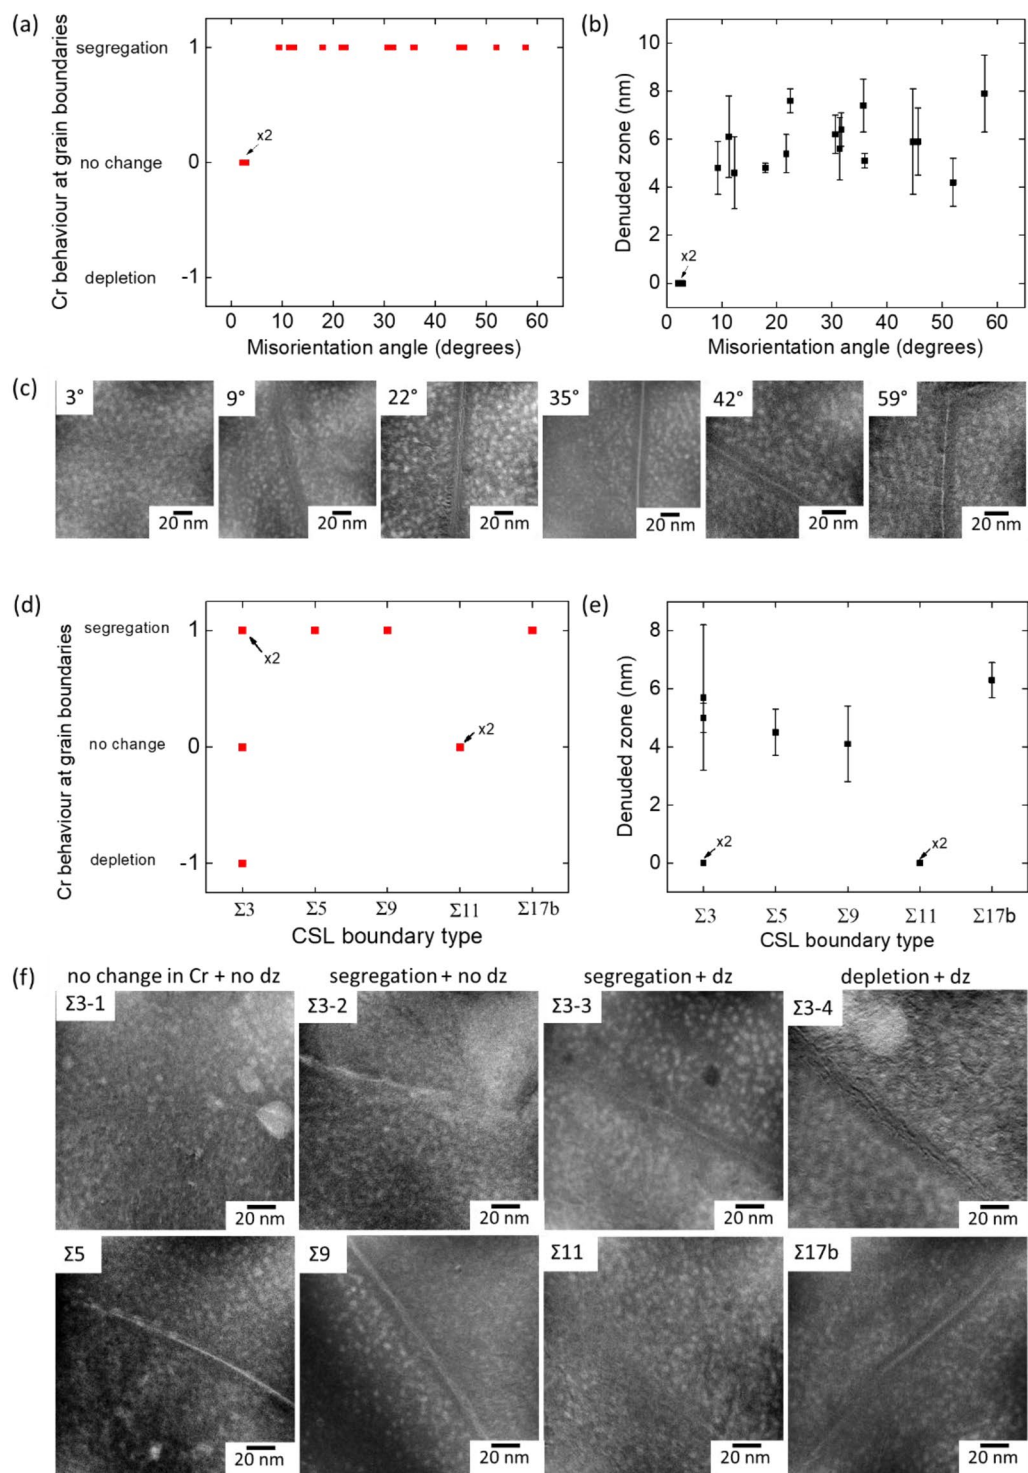 (a)
Cr behaviour at grain boundaries
segregation 1
no change 0
depletion -1
x2
0 10 20 30 40 50 60
Misorientation angle (degrees)
(b)
Denuded zone (nm)
10
8
6
4
2
0
x2
0 10 20 30 40 50 60
Misorientation angle (degrees)
(c)
3° 9° 22° 35° 42° 59°
20 nm 20 nm 20 nm 20 nm 20 nm 20 nm
(d)
Cr behaviour at grain boundaries
segregation 1
x2
no change 0
x2
depletion -1
Σ3 Σ5 Σ9 Σ11 Σ17b
CSL boundary type
(e)
Denuded zone (nm)
8
6
4
2
0
x2 x2
Σ3 Σ5 Σ9 Σ11 Σ17b
CSL boundary type
(f)
no change in Cr + no dz segregation + no dz segregation + dz depletion + dz
Σ3-1 Σ3-2 Σ3-3 Σ3-4
20 nm 20 nm 20 nm 20 nm
Σ5 Σ9 Σ11 Σ17b
20 nm 20 nm 20 nm 20 nm